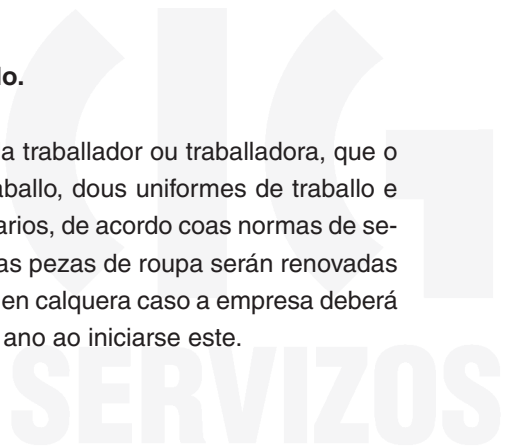 lo.
a traballador ou traballadora, que o
aballo, dous uniformes de traballo e
arios, de acordo coas normas de se-
as pezas de roupa serán renovadas
en calquera caso a empresa deberá
ano ao iniciarse este.
CIG
SERVIZOS